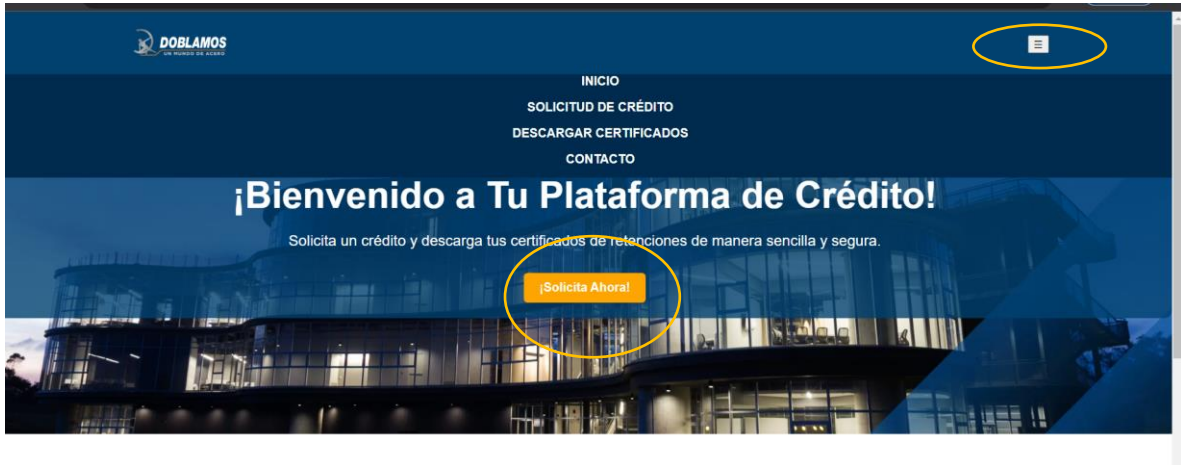 DOBLAMOS
UN MUNDO DE ACERO
INICIO
SOLICITUD DE CRÉDITO
DESCARGAR CERTIFICADOS
CONTACTO
¡Bienvenido a Tu Plataforma de Crédito!
Solicita un crédito y descarga tus certificados de retenciones de manera sencilla y segura.
¡Solicita Ahora!